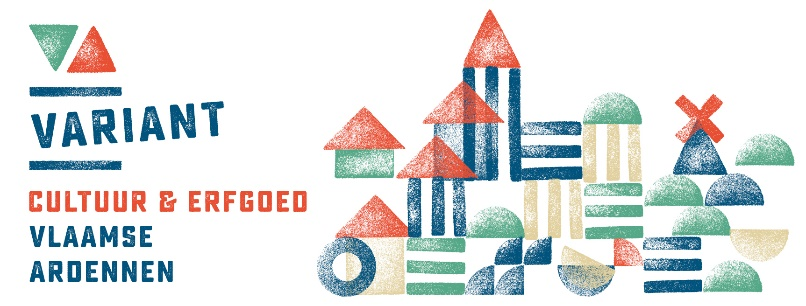 VARIANT
CULTUUR & ERFGOED
VLAAMSE
ARDENNEN